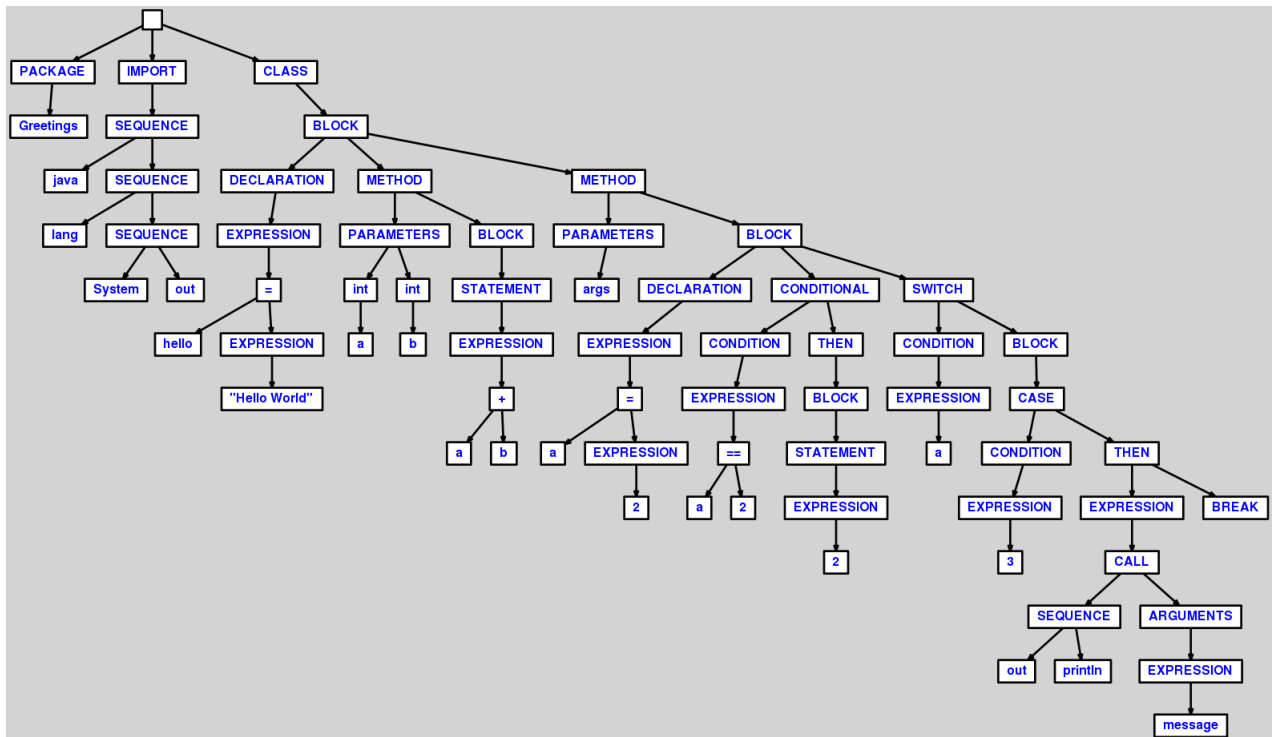 PACKAGE IMPORT CLASS
Greetings SEQUENCE BLOCK
java SEQUENCE DECLARATION METHOD METHOD
lang SEQUENCE EXPRESSION PARAMETERS BLOCK PARAMETERS BLOCK
System out = int int STATEMENT args DECLARATION CONDITIONAL SWITCH
hello EXPRESSION a b EXPRESSION EXPRESSION CONDITION THEN CONDITION BLOCK
"Hello World" + = EXPRESSION BLOCK EXPRESSION CASE
a b a EXPRESSION == STATEMENT a CONDITION THEN
2 a 2 EXPRESSION EXPRESSION EXPRESSION BREAK
2 3 CALL
SEQUENCE ARGUMENTS
out println EXPRESSION
message